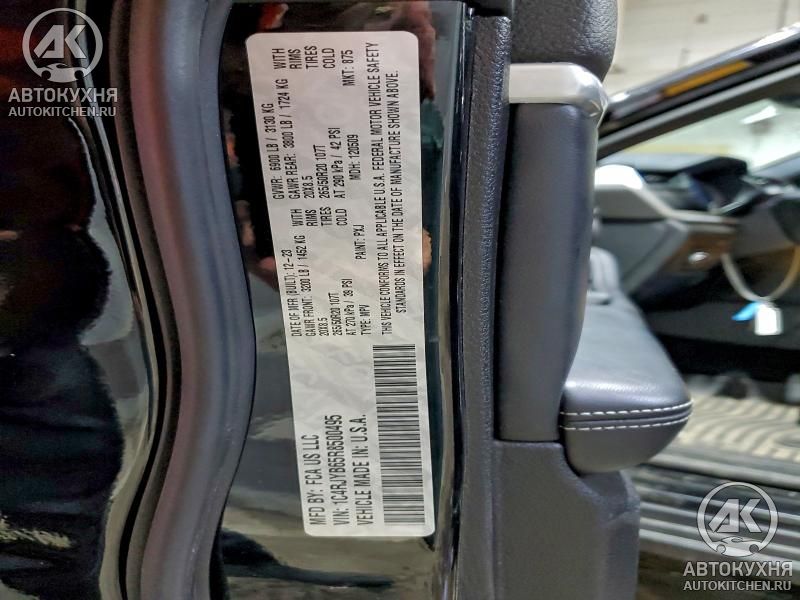 MFD BY: FCA US LLC
DATE OF MFR (BUILT): 12-23
GVWR: 6900 LB / 3130 KG
GAWR FRONT: 3200 LB / 1452 KG WITH
GAWR REAR: 3800 LB / 1724 KG WITH
20X8.5 RIMS
20X8.5 RIMS
265/50R20 107T TIRES
265/50R20 107T TIRES
AT 270 kPa / 39 PSI COLD
AT 290 kPa / 42 PSI COLD
VIN: 1C4RJYB65R8500495
TYPE: MPV
PAINT: PXJ
MDH: 120509
MKT: 875
VEHICLE MADE IN: U.S.A.
THIS VEHICLE CONFORMS TO ALL APPLICABLE U.S.A. FEDERAL MOTOR VEHICLE SAFETY
STANDARDS IN EFFECT ON THE DATE OF MANUFACTURE SHOWN ABOVE.
АК
АВТОКУХНЯ
AUTOKITCHEN.RU
АК
АВТОКУХНЯ
AUTOKITCHEN.RU